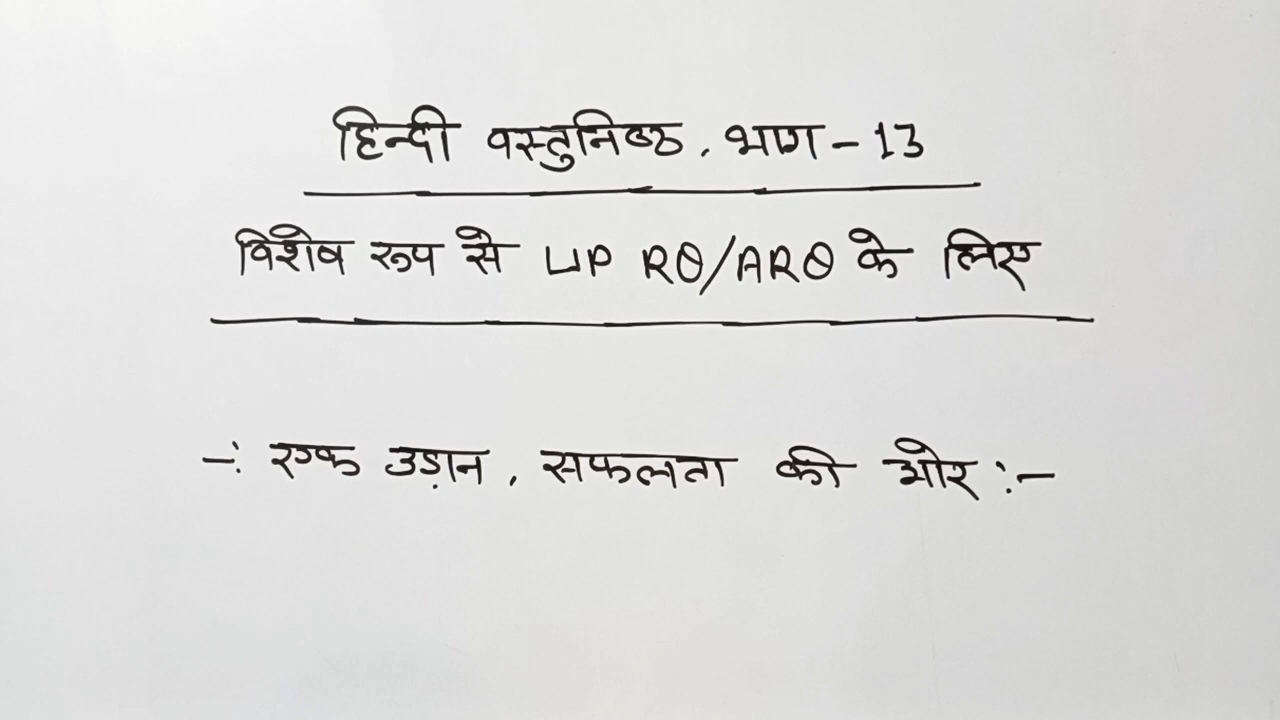 हिन्दी वस्तुनिष्ठ, भाग - 13
विशेष रूप से UP RO/ARO के लिए
-: एक उड़ान, सफलता की ओर :-